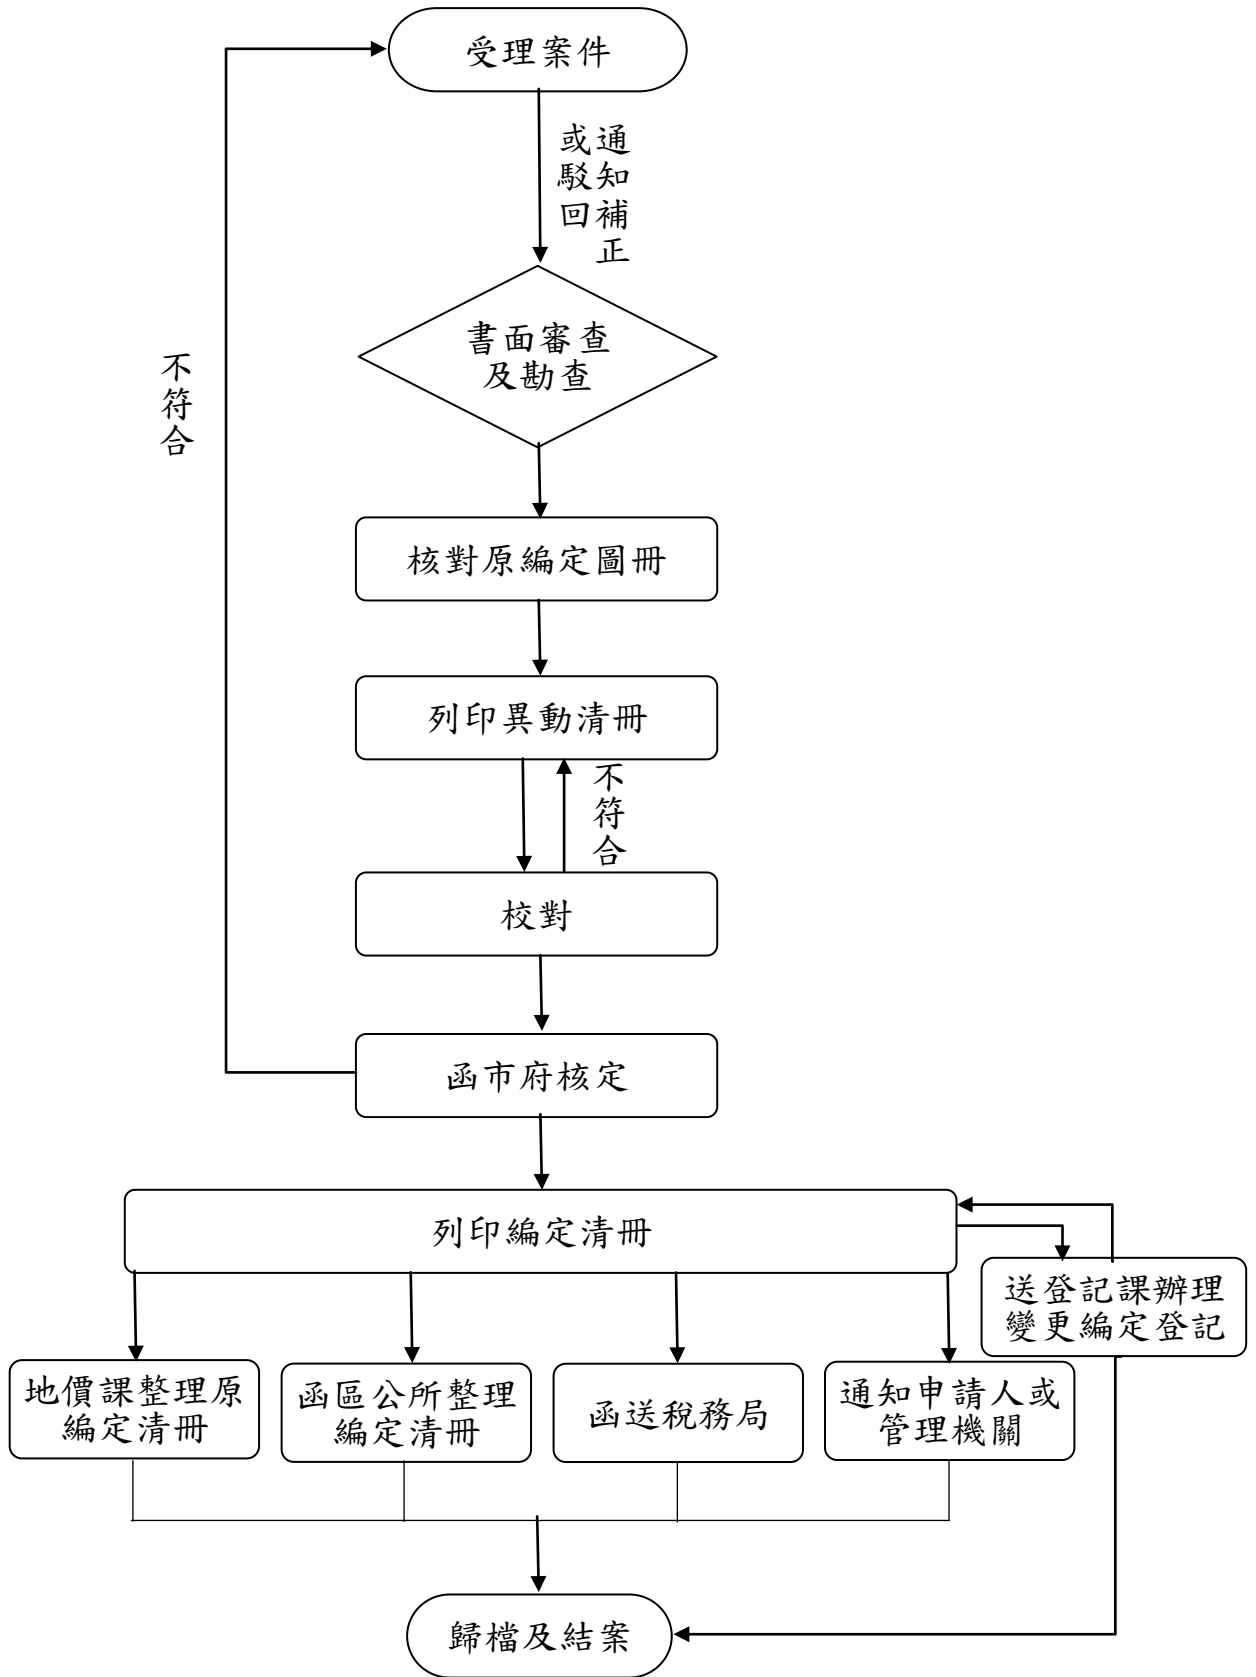 受理案件
通知補正
或駁回
書面審查
及勘查
不符合
核對原編定圖冊
列印異動清冊
不符合
校對
函市府核定
列印編定清冊
送登記課辦理
變更編定登記
地價課整理原
編定清冊
函區公所整理
編定清冊
函送稅務局
通知申請人或
管理機關
歸檔及結案